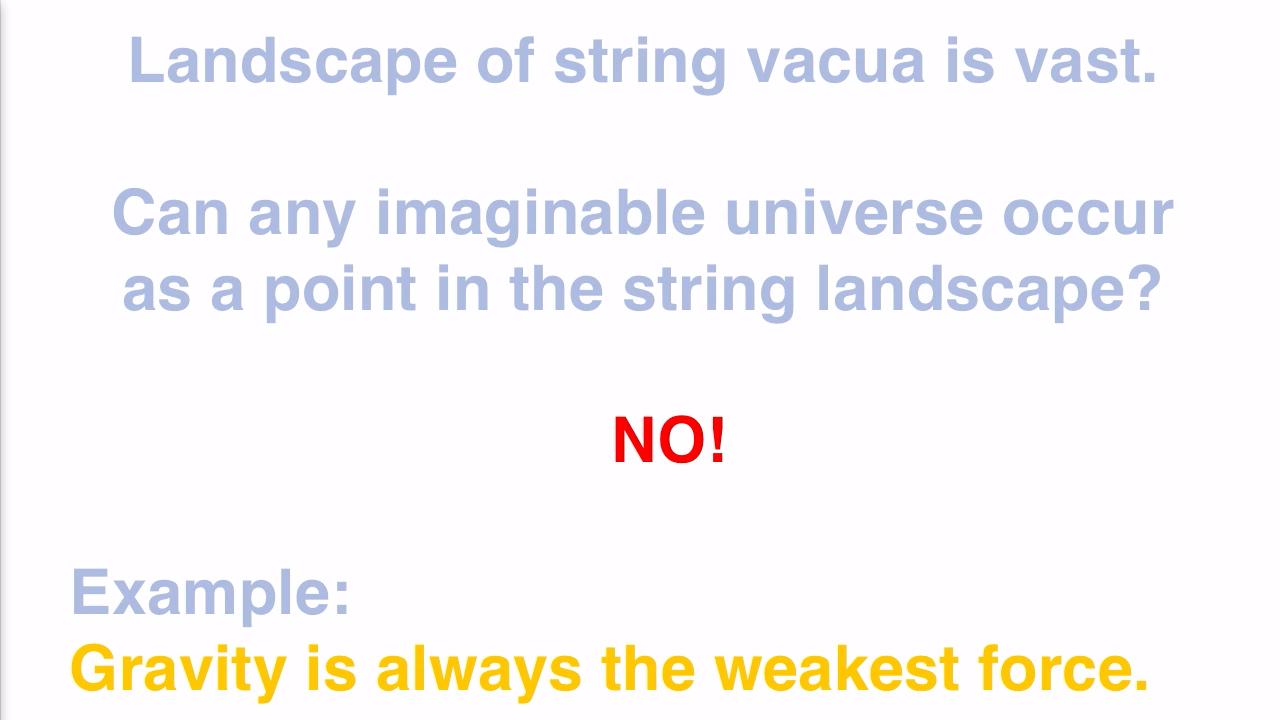 Landscape of string vacua is vast.
Can any imaginable universe occur
as a point in the string landscape?
NO!
Example:
Gravity is always the weakest force.